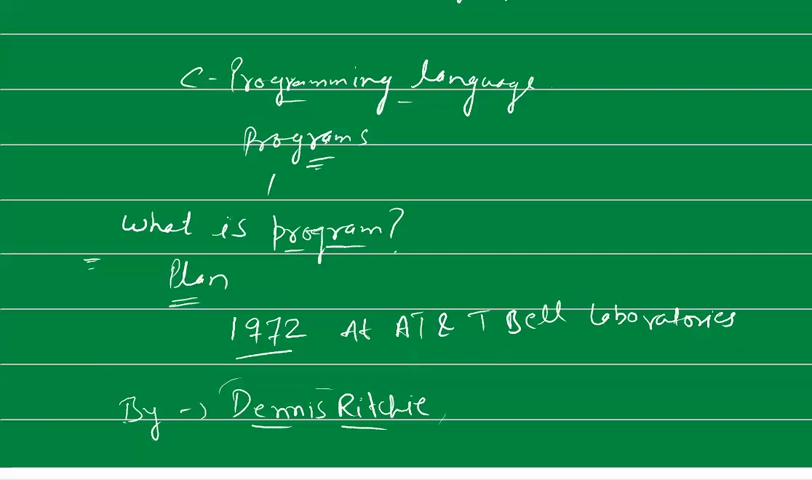 C- Programming language
Programs
What is program?
Plan
1972 At AT & T Bell Laboratories
By → Dennis Ritchie